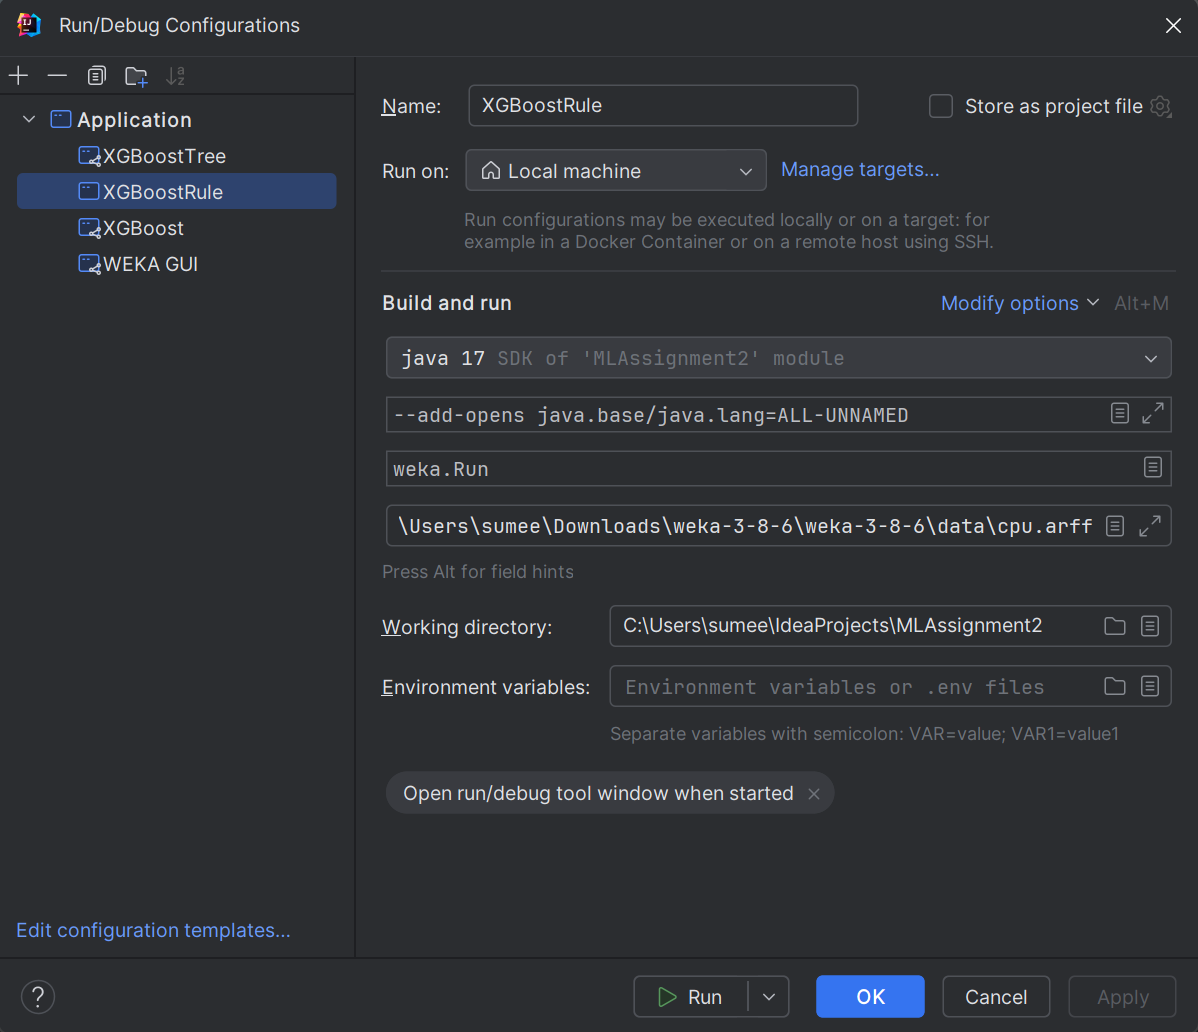 Run/Debug Configurations
Application
XGBoostTree
XGBoostRule
XGBoost
WEKA GUI
Edit configuration templates...
Name:
XGBoostRule
Store as project file
Run on:
Local machine
Manage targets...
Run configurations may be executed locally or on a target: for
example in a Docker Container or on a remote host using SSH.
Build and run
Modify options
Alt+M
java 17 SDK of 'MLAssignment2' module
--add-opens java.base/java.lang=ALL-UNNAMED
weka.Run
\Users\sumee\Downloads\weka-3-8-6\weka-3-8-6\data\cpu.arff
Press Alt for field hints
Working directory:
C:\Users\sumee\IdeaProjects\MLAssignment2
Environment variables:
Environment variables or .env files
Separate variables with semicolon: VAR=value; VAR1=value1
Open run/debug tool window when started
?
Run
OK
Cancel
Apply